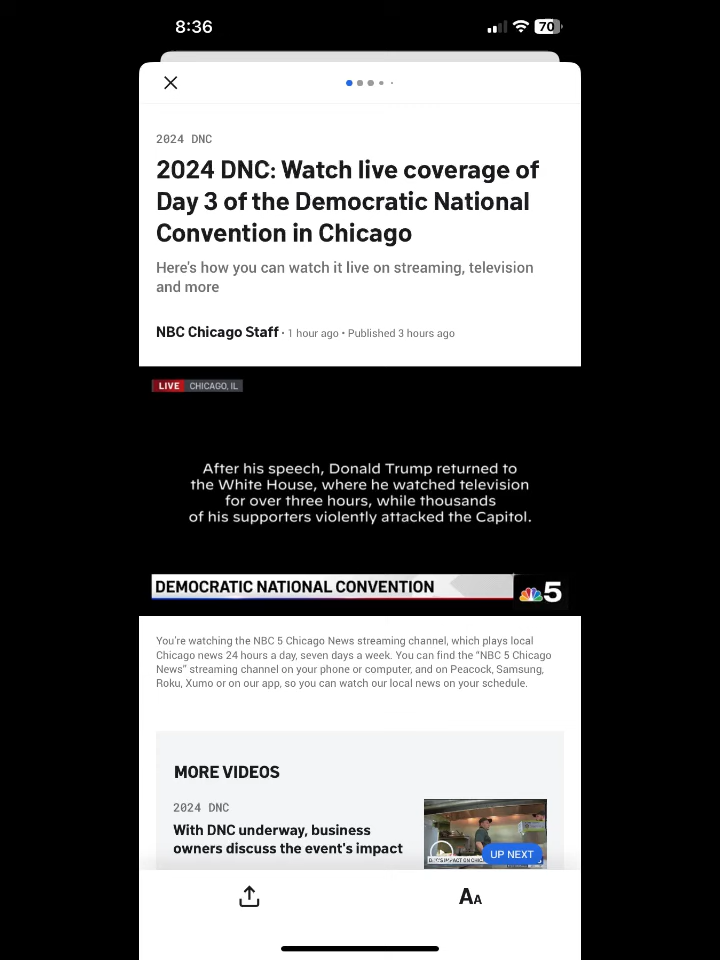 8:36
70
2024 DNC
2024 DNC: Watch live coverage of
Day 3 of the Democratic National
Convention in Chicago
Here's how you can watch it live on streaming, television
and more
NBC Chicago Staff · 1 hour ago • Published 3 hours ago
LIVE CHICAGO, IL
After his speech, Donald Trump returned to
the White House, where he watched television
for over three hours, while thousands
of his supporters violently attacked the Capitol.
DEMOCRATIC NATIONAL CONVENTION
5
You're watching the NBC 5 Chicago News streaming channel, which plays local
Chicago news 24 hours a day, seven days a week. You can find the “NBC 5 Chicago
News” streaming channel on your phone or computer, and on Peacock, Samsung,
Roku, Xumo or on our app, so you can watch our local news on your schedule.
MORE VIDEOS
2024 DNC
With DNC underway, business
owners discuss the event's impact
IMPACT ON
UP NEXT
AA